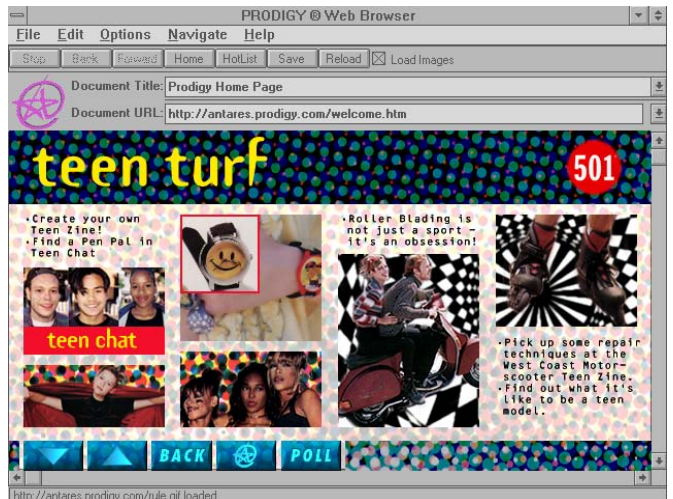 PRODIGY ® Web Browser
File Edit Options Navigate Help
Stop Back Forward Home HotList Save Reload Load Images
Document Title: Prodigy Home Page
Document URL: http://antares.prodigy.com/welcome.htm
teen turf
501
·Create your own
Teen Zine!
·Find a Pen Pal in
Teen Chat
teen chat
·Roller Blading is
not just a sport -
it's an obsession!
·Pick up some repair
techniques at the
West Coast Motor-
scooter Teen Zine.
·Find out what it's
like to be a teen
model.
BACK POLL
http://antares.prodigy.com/rule.gif loaded